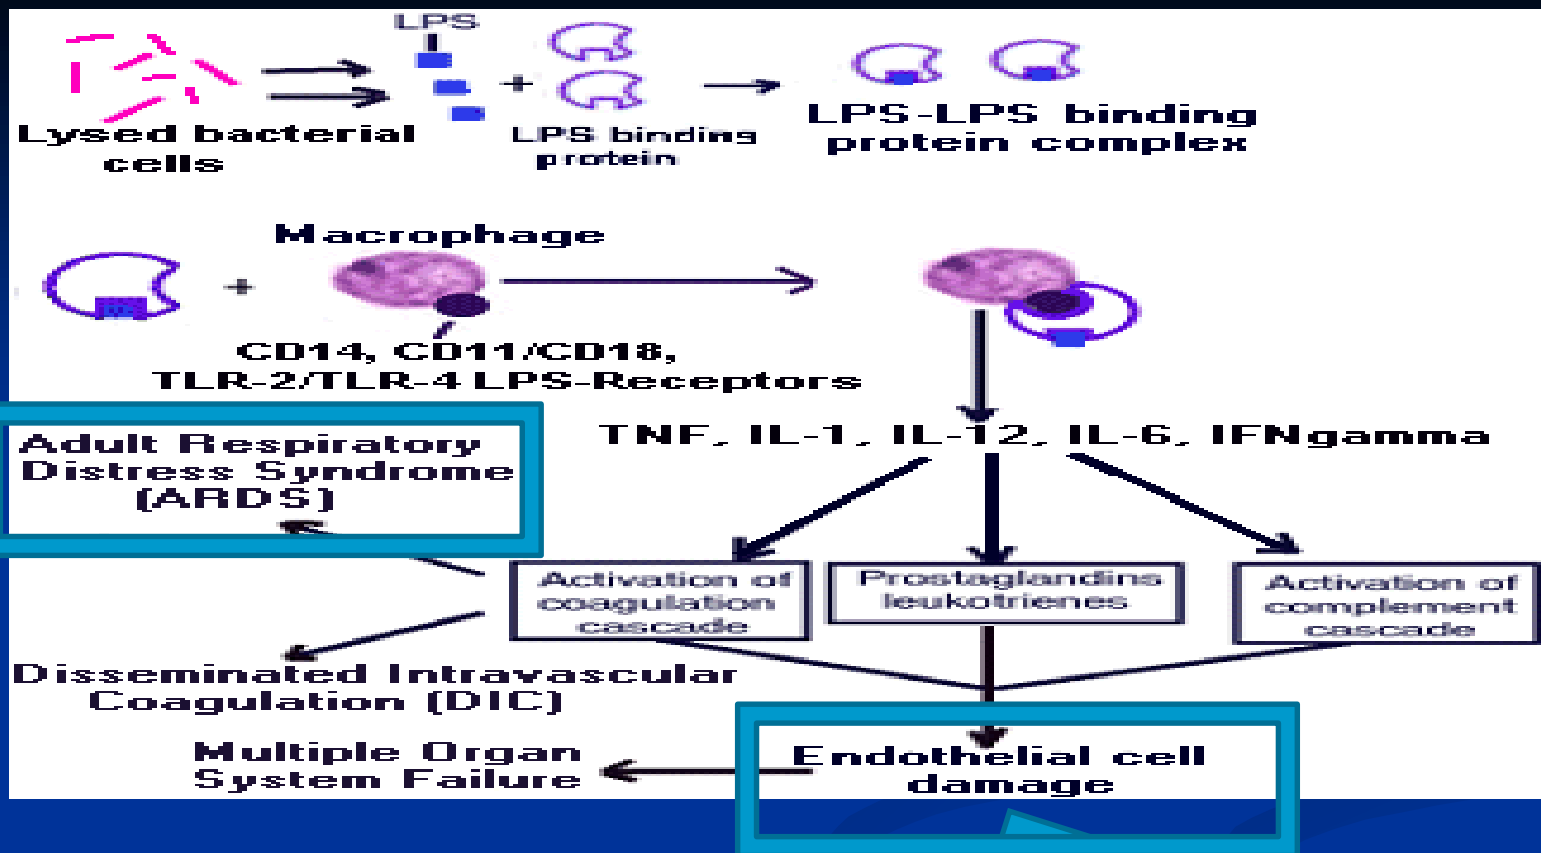 LPS
Lysed bacterial
cells
LPS binding
protein
LPS-LPS binding
protein complex
+
Macrophage
+
CD14, CD11/CD18,
TLR-2/TLR-4 LPS-Receptors
Adult Respiratory
Distress Syndrome
(ARDS)
TNF, IL-1, IL-12, IL-6, IFNgamma
Activation of
coagulation
cascade
Prostaglandins
leukotrienes
Activation of
complement
cascade
Disseminated Intravascular
Coagulation (DIC)
Multiple Organ
System Failure
Endothelial cell
damage